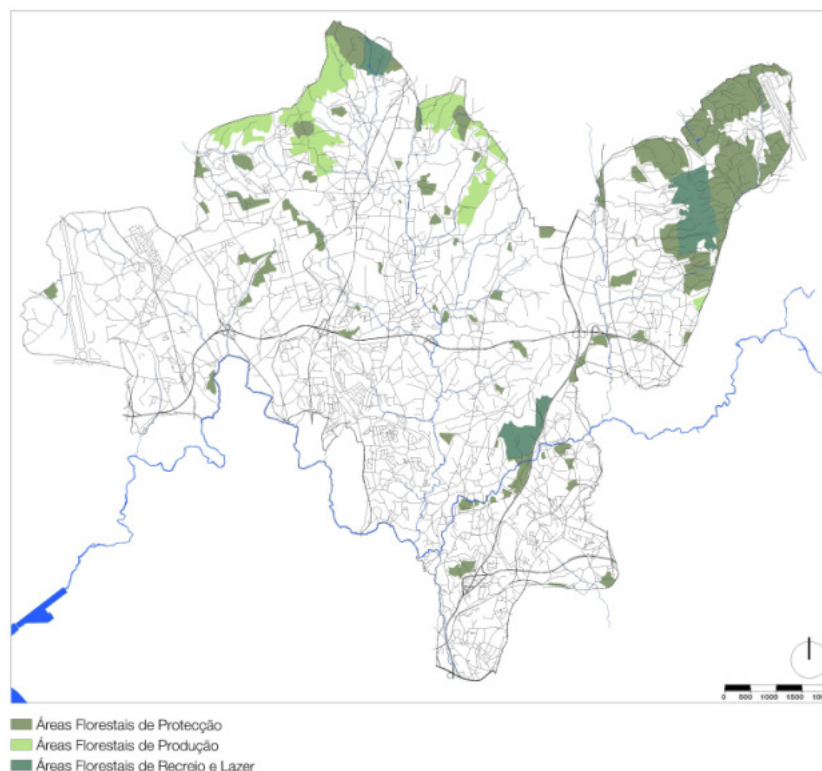 0 500 1000 1500
Áreas Florestais de Protecção
Áreas Florestais de Produção
Áreas Florestais de Recreio e Lazer